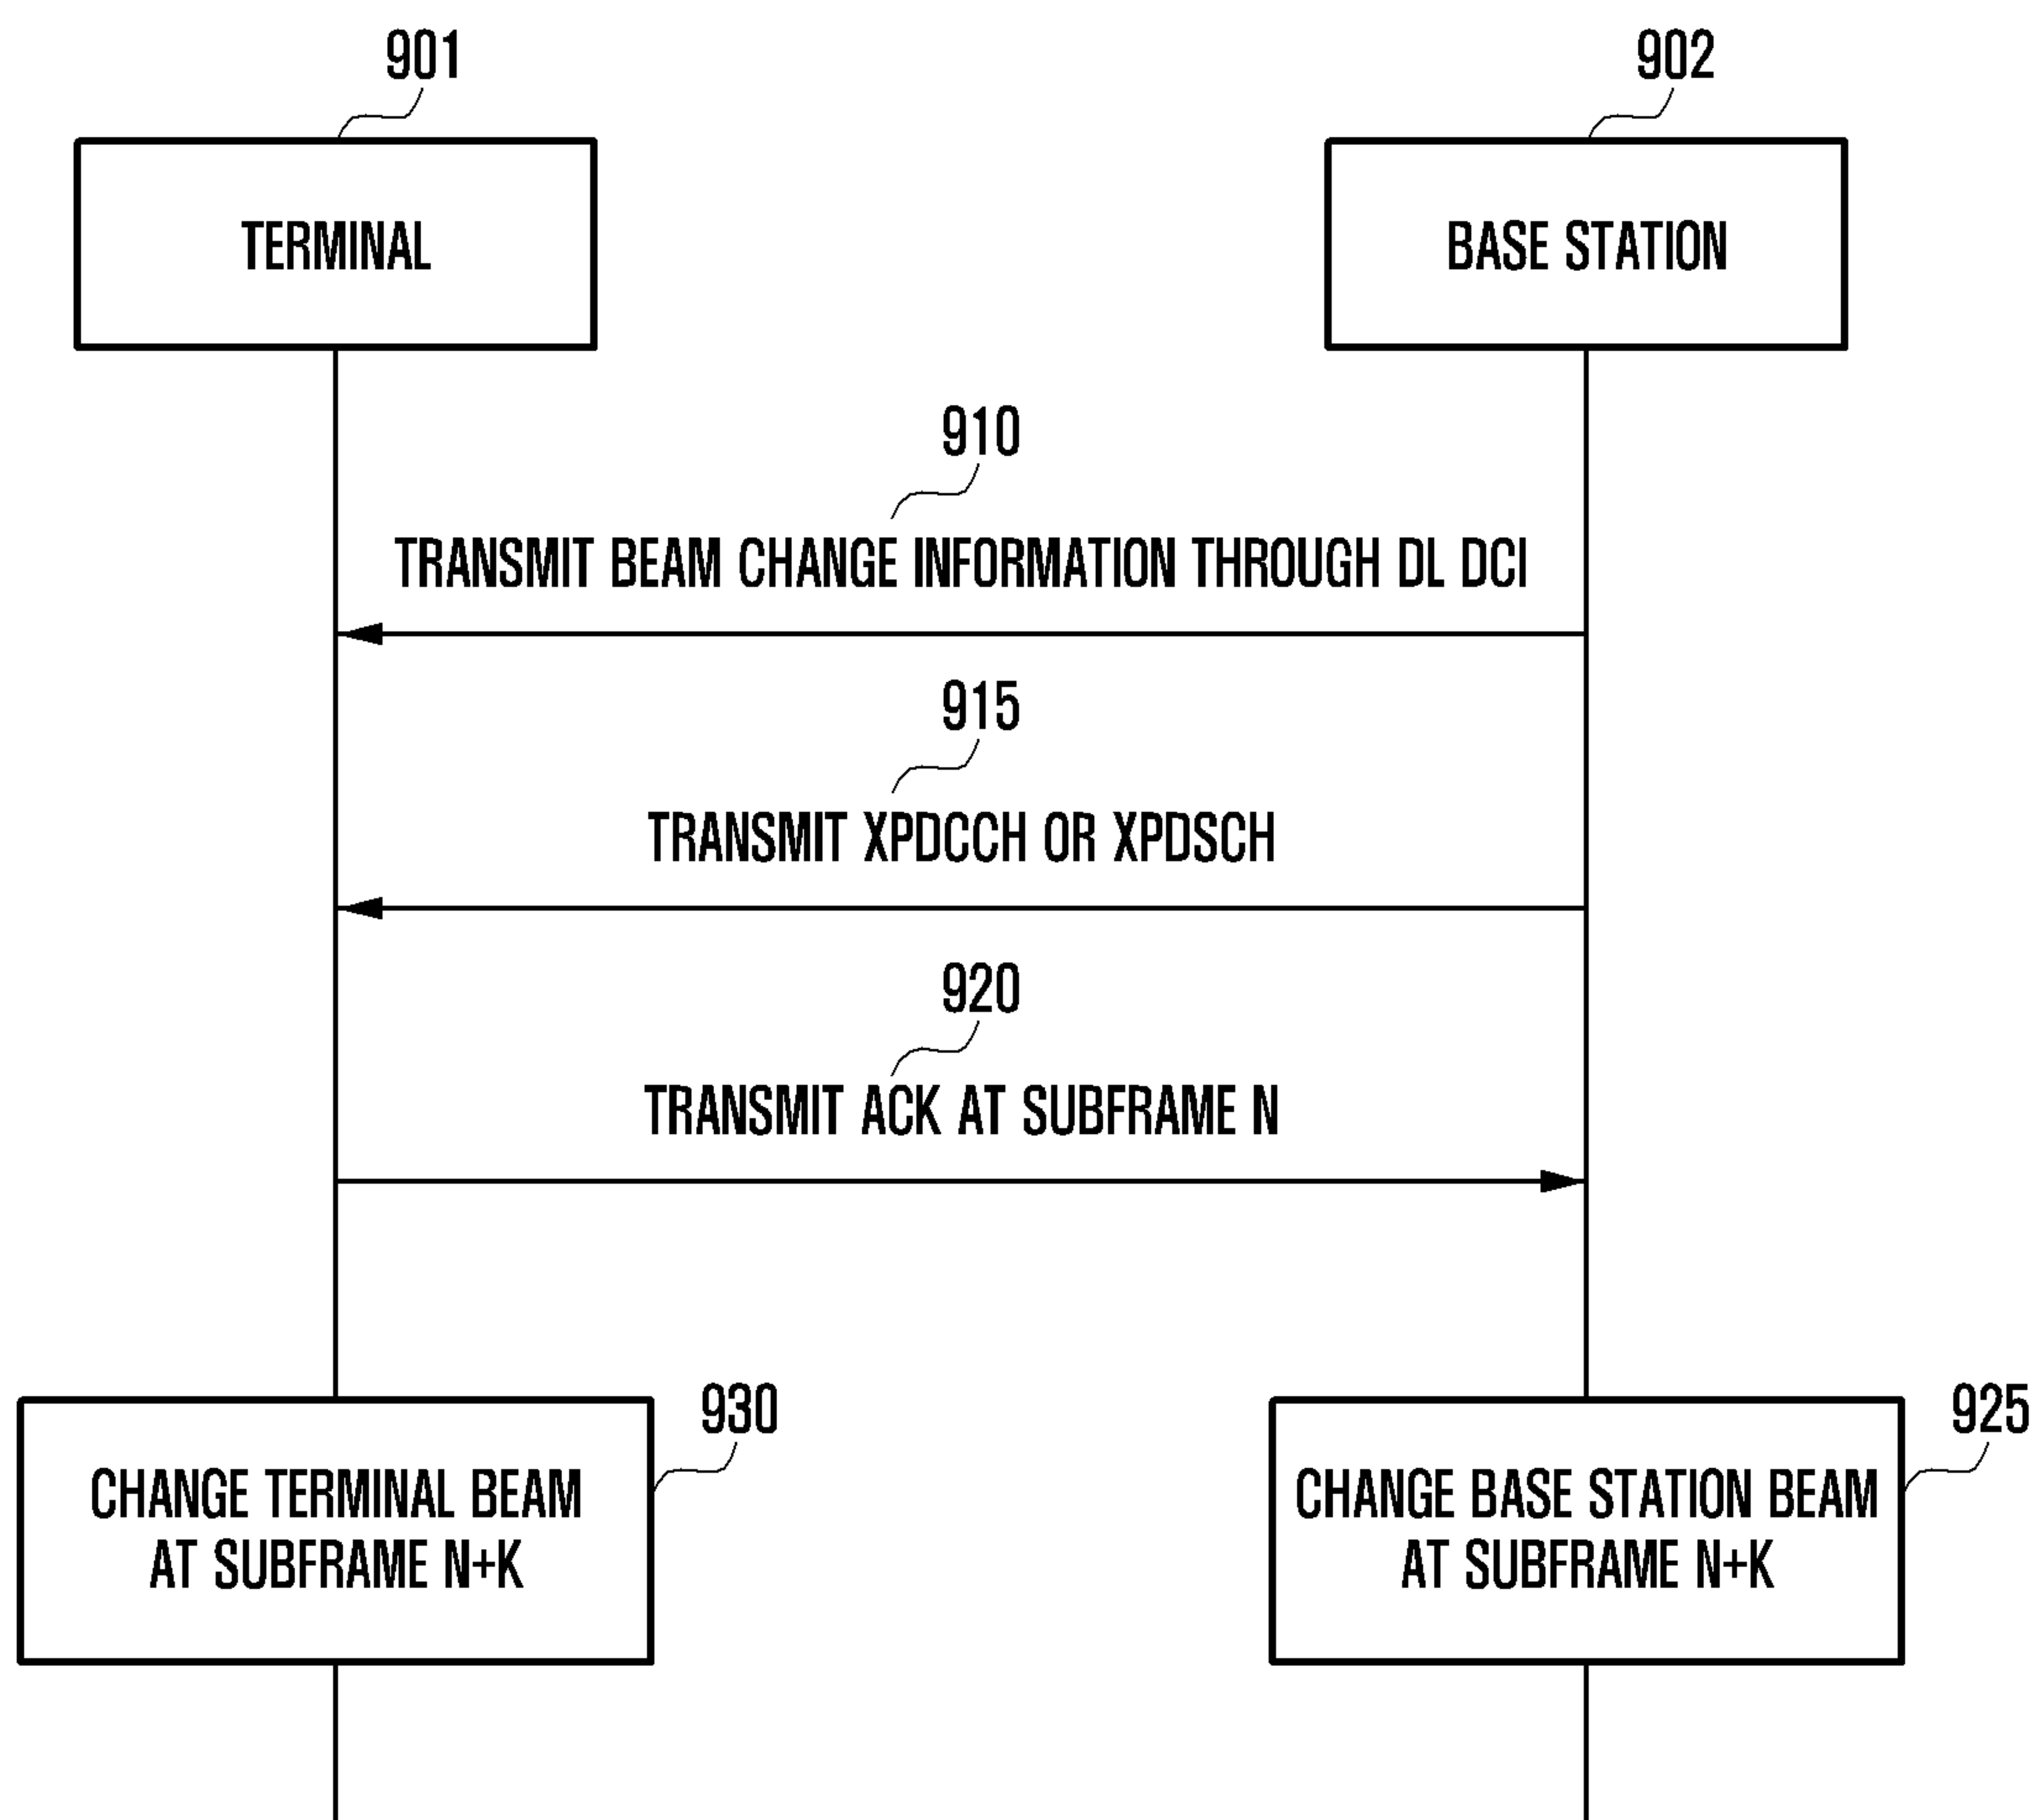 901
902
TERMINAL
BASE STATION
910
TRANSMIT BEAM CHANGE INFORMATION THROUGH DL DCI
915
TRANSMIT XPDCCH OR XPDSCH
920
TRANSMIT ACK AT SUBFRAME N
930
925
CHANGE TERMINAL BEAM
AT SUBFRAME N+K
CHANGE BASE STATION BEAM
AT SUBFRAME N+K